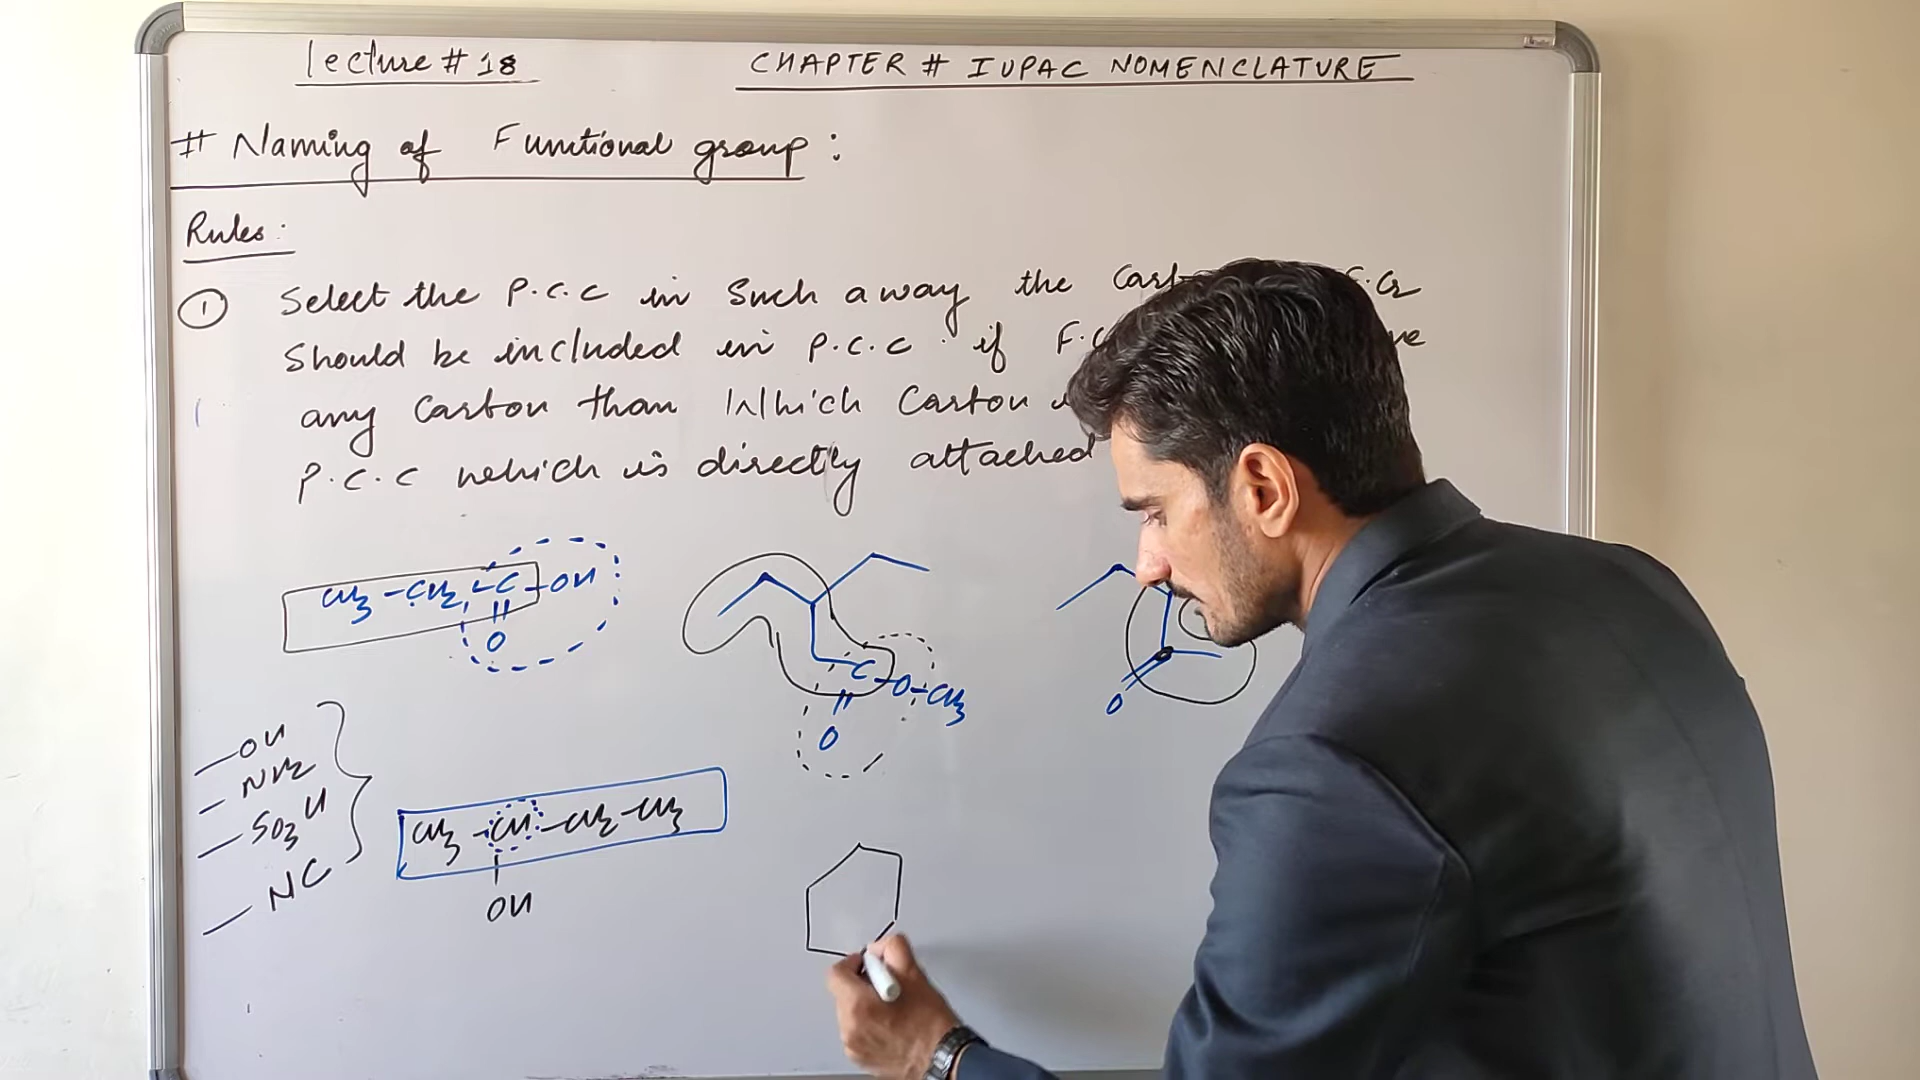 Lecture # 18
CHAPTER # IUPAC NOMENCLATURE
# Naming of Functional group :
Rules :
① Select the P.C.C in Such a way the
Should be included in P.C.C . if
any Carbon than Which Carbon
P.C.C which is directly attached
CH3 - CH2 - C - OH
O
C - O - CH3
O
O
OH
NH2
SO3H
NC
CH3 - CH - CH2 - CH3
OH